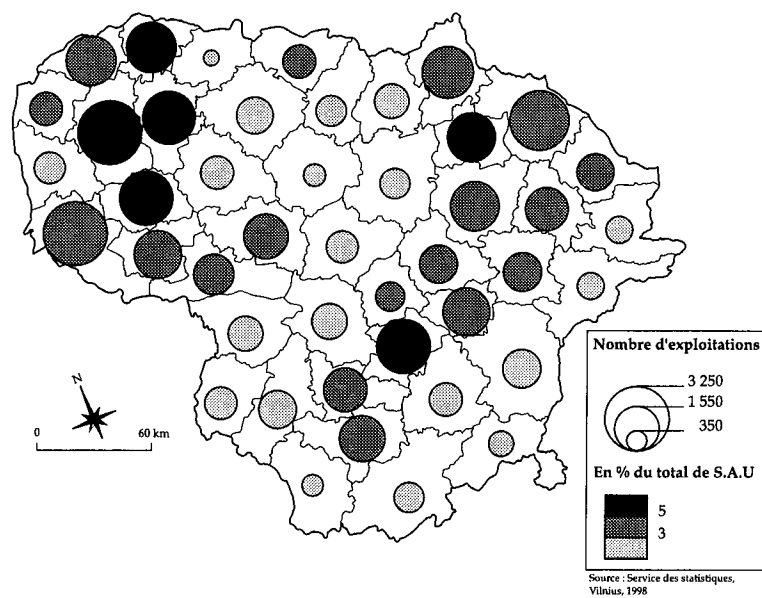 N
0 60 km
Nombre d'exploitations
3 250
1 550
350
En % du total de S.A.U
5
3
Source : Service des statistiques,
Vilnius, 1998